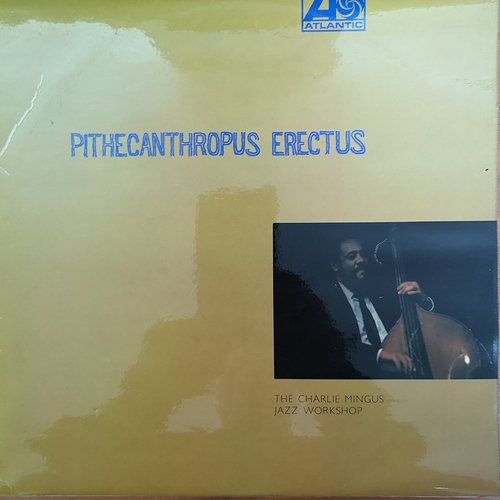 ATLANTIC
PITHECANTHROPUS ERECTUS
THE CHARLIE MINGUS
JAZZ WORKSHOP